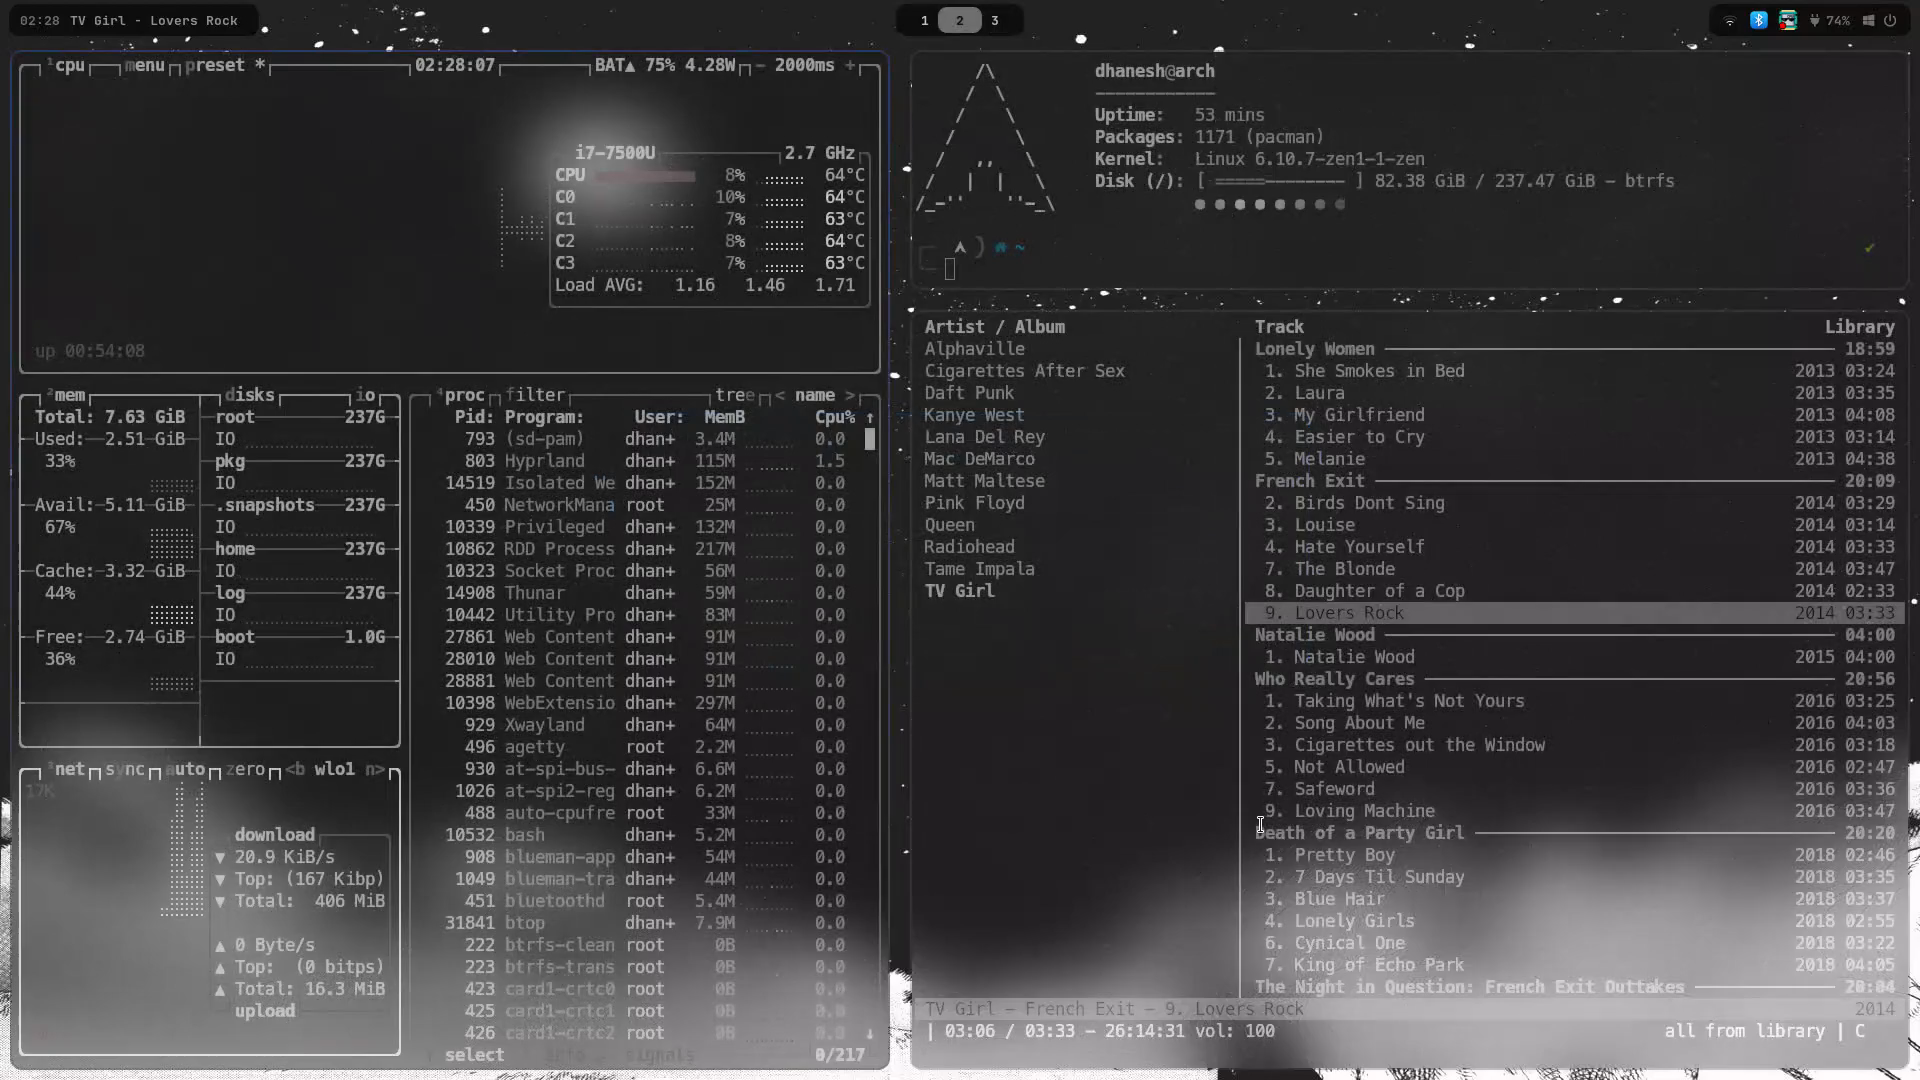 02:28 TV Girl - Lovers Rock
1 2 3
74%
¹cpu menu preset * 02:28:07 BAT▲ 75% 4.28W - 2000ms +
i7-7500U 2.7 GHz
CPU 8% 64°C
C0 10% 64°C
C1 7% 63°C
C2 8% 64°C
C3 7% 63°C
Load AVG: 1.16 1.46 1.71
up 00:54:08
²mem disks io
Total: 7.63 GiB root 237G
Used: 2.51 GiB IO
33% pkg 237G
IO
Avail: 5.11 GiB .snapshots 237G
67% IO
home 237G
Cache: 3.32 GiB IO
44% log 237G
IO
Free: 2.74 GiB boot 1.0G
36% IO
³net sync auto zero <b wlo1 n>
17K
download
▼ 20.9 KiB/s
▼ Top: (167 Kibp)
▼ Total: 406 MiB
▲ 0 Byte/s
▲ Top: (0 bitps)
▲ Total: 16.3 MiB
upload
⁴proc filter tree < name >
Pid: Program: User: MemB Cpu% ↑
793 (sd-pam) dhan+ 3.4M 0.0
803 Hyprland dhan+ 115M 1.5
14519 Isolated We dhan+ 152M 0.0
450 NetworkMana root 25M 0.0
10339 Privileged dhan+ 132M 0.0
10862 RDD Process dhan+ 217M 0.0
10323 Socket Proc dhan+ 56M 0.0
14908 Thunar dhan+ 59M 0.0
10442 Utility Pro dhan+ 83M 0.0
27861 Web Content dhan+ 91M 0.0
28010 Web Content dhan+ 91M 0.0
28881 Web Content dhan+ 91M 0.0
10398 WebExtensio dhan+ 297M 0.0
929 Xwayland dhan+ 64M 0.0
496 agetty root 2.2M 0.0
930 at-spi-bus- dhan+ 6.6M 0.0
1026 at-spi2-reg dhan+ 6.2M 0.0
488 auto-cpufre root 33M 0.0
10532 bash dhan+ 5.2M 0.0
908 blueman-app dhan+ 54M 0.0
1049 blueman-tra dhan+ 44M 0.0
451 bluetoothd root 5.4M 0.0
31841 btop dhan+ 7.9M 0.0
222 btrfs-clean root 0B 0.0
223 btrfs-trans root 0B 0.0
423 card1-crtc0 root 0B 0.0
425 card1-crtc1 root 0B 0.0
426 card1-crtc2 root 0B 0.0 ↓
select info signals 0/217
dhanesh@arch
------------
Uptime: 53 mins
Packages: 1171 (pacman)
Kernel: Linux 6.10.7-zen1-1-zen
Disk (/): [ =====-------- ] 82.38 GiB / 237.47 GiB - btrfs
~ ✓
Artist / Album
Alphaville
Cigarettes After Sex
Daft Punk
Kanye West
Lana Del Rey
Mac DeMarco
Matt Maltese
Pink Floyd
Queen
Radiohead
Tame Impala
TV Girl
Track Library
Lonely Women 18:59
1. She Smokes in Bed 2013 03:24
2. Laura 2013 03:35
3. My Girlfriend 2013 04:08
4. Easier to Cry 2013 03:14
5. Melanie 2013 04:38
French Exit 20:09
2. Birds Dont Sing 2014 03:29
3. Louise 2014 03:14
4. Hate Yourself 2014 03:33
7. The Blonde 2014 03:47
8. Daughter of a Cop 2014 02:33
9. Lovers Rock 2014 03:33
Natalie Wood 04:00
1. Natalie Wood 2015 04:00
Who Really Cares 20:56
1. Taking What's Not Yours 2016 03:25
2. Song About Me 2016 04:03
3. Cigarettes out the Window 2016 03:18
5. Not Allowed 2016 02:47
7. Safeword 2016 03:36
9. Loving Machine 2016 03:47
Death of a Party Girl 20:20
1. Pretty Boy 2018 02:46
2. 7 Days Til Sunday 2018 03:35
3. Blue Hair 2018 03:37
4. Lonely Girls 2018 02:55
6. Cynical One 2018 03:22
7. King of Echo Park 2018 04:05
The Night in Question: French Exit Outtakes 20:04
TV Girl - French Exit - 9. Lovers Rock 2014
| 03:06 / 03:33 - 26:14:31 vol: 100 all from library | C